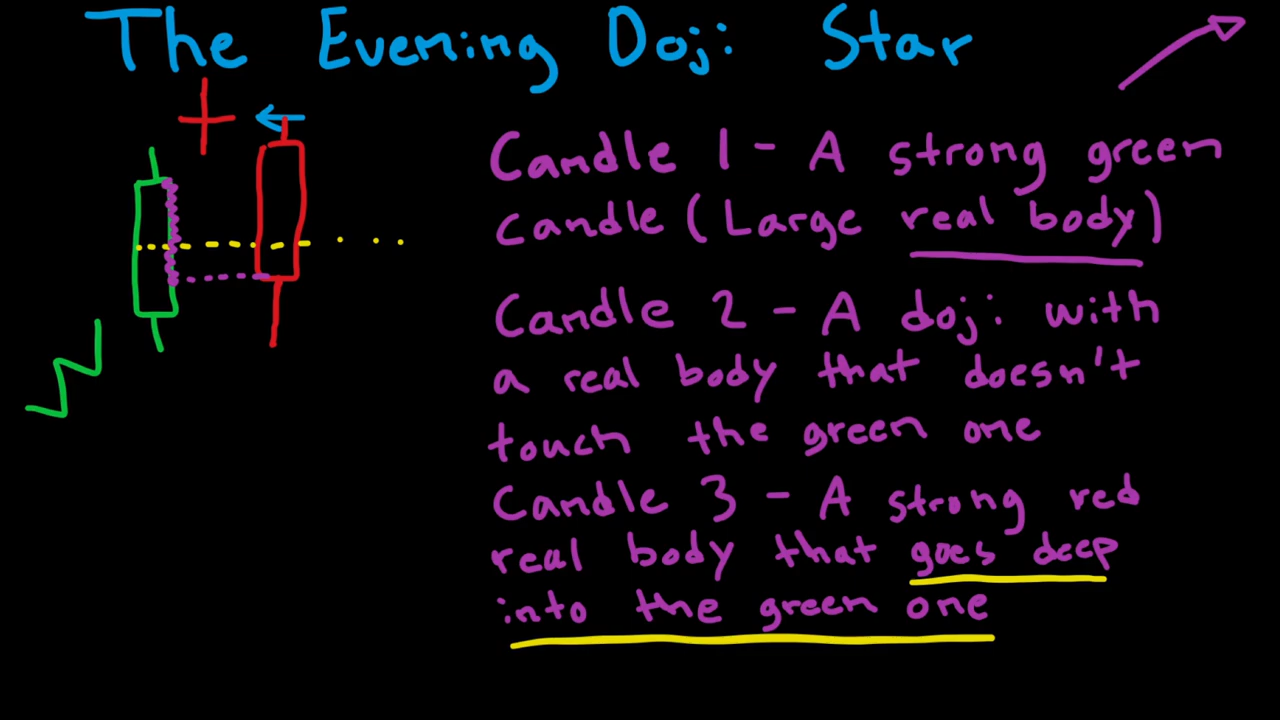 The Evening Doji Star
Candle 1 - A strong green
candle (Large real body)
Candle 2 - A doji with
a real body that doesn't
touch the green one
Candle 3 - A strong red
real body that goes deep
into the green one